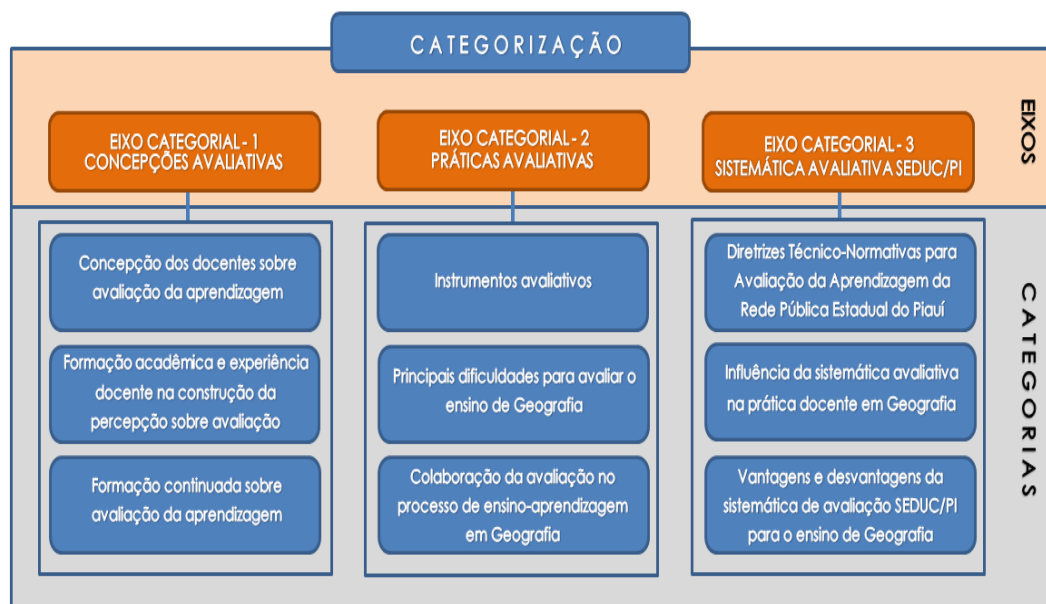 CATEGORIZAÇÃO
EIXOS
EIXO CATEGORIAL - 1
CONCEPÇÕES AVALIATIVAS
EIXO CATEGORIAL - 2
PRÁTICAS AVALIATIVAS
EIXO CATEGORIAL - 3
SISTEMÁTICA AVALIATIVA SEDUC/PI
CATEGORIAS
Concepção dos docentes sobre
avaliação da aprendizagem
Formação acadêmica e experiência
docente na construção da
percepção sobre avaliação
Formação continuada sobre
avaliação da aprendizagem
Instrumentos avaliativos
Principais dificuldades para avaliar o
ensino de Geografia
Colaboração da avaliação no
processo de ensino-aprendizagem
em Geografia
Diretrizes Técnico-Normativas para
Avaliação da Aprendizagem da
Rede Pública Estadual do Piauí
Influência da sistemática avaliativa
na prática docente em Geografia
Vantagens e desvantagens da
sistemática de avaliação SEDUC/PI
para o ensino de Geografia